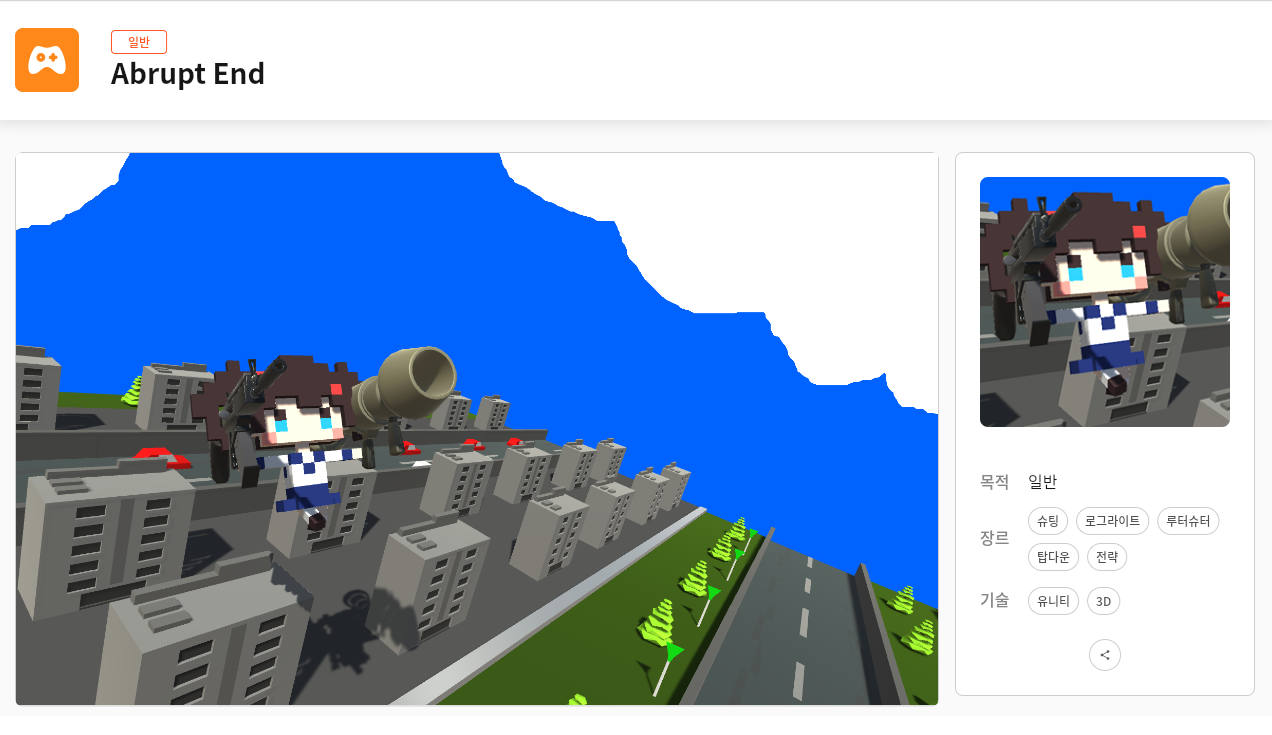 일반
Abrupt End
목적 일반
장르 슈팅 로그라이트 루터슈터
탑다운 전략
기술 유니티 3D